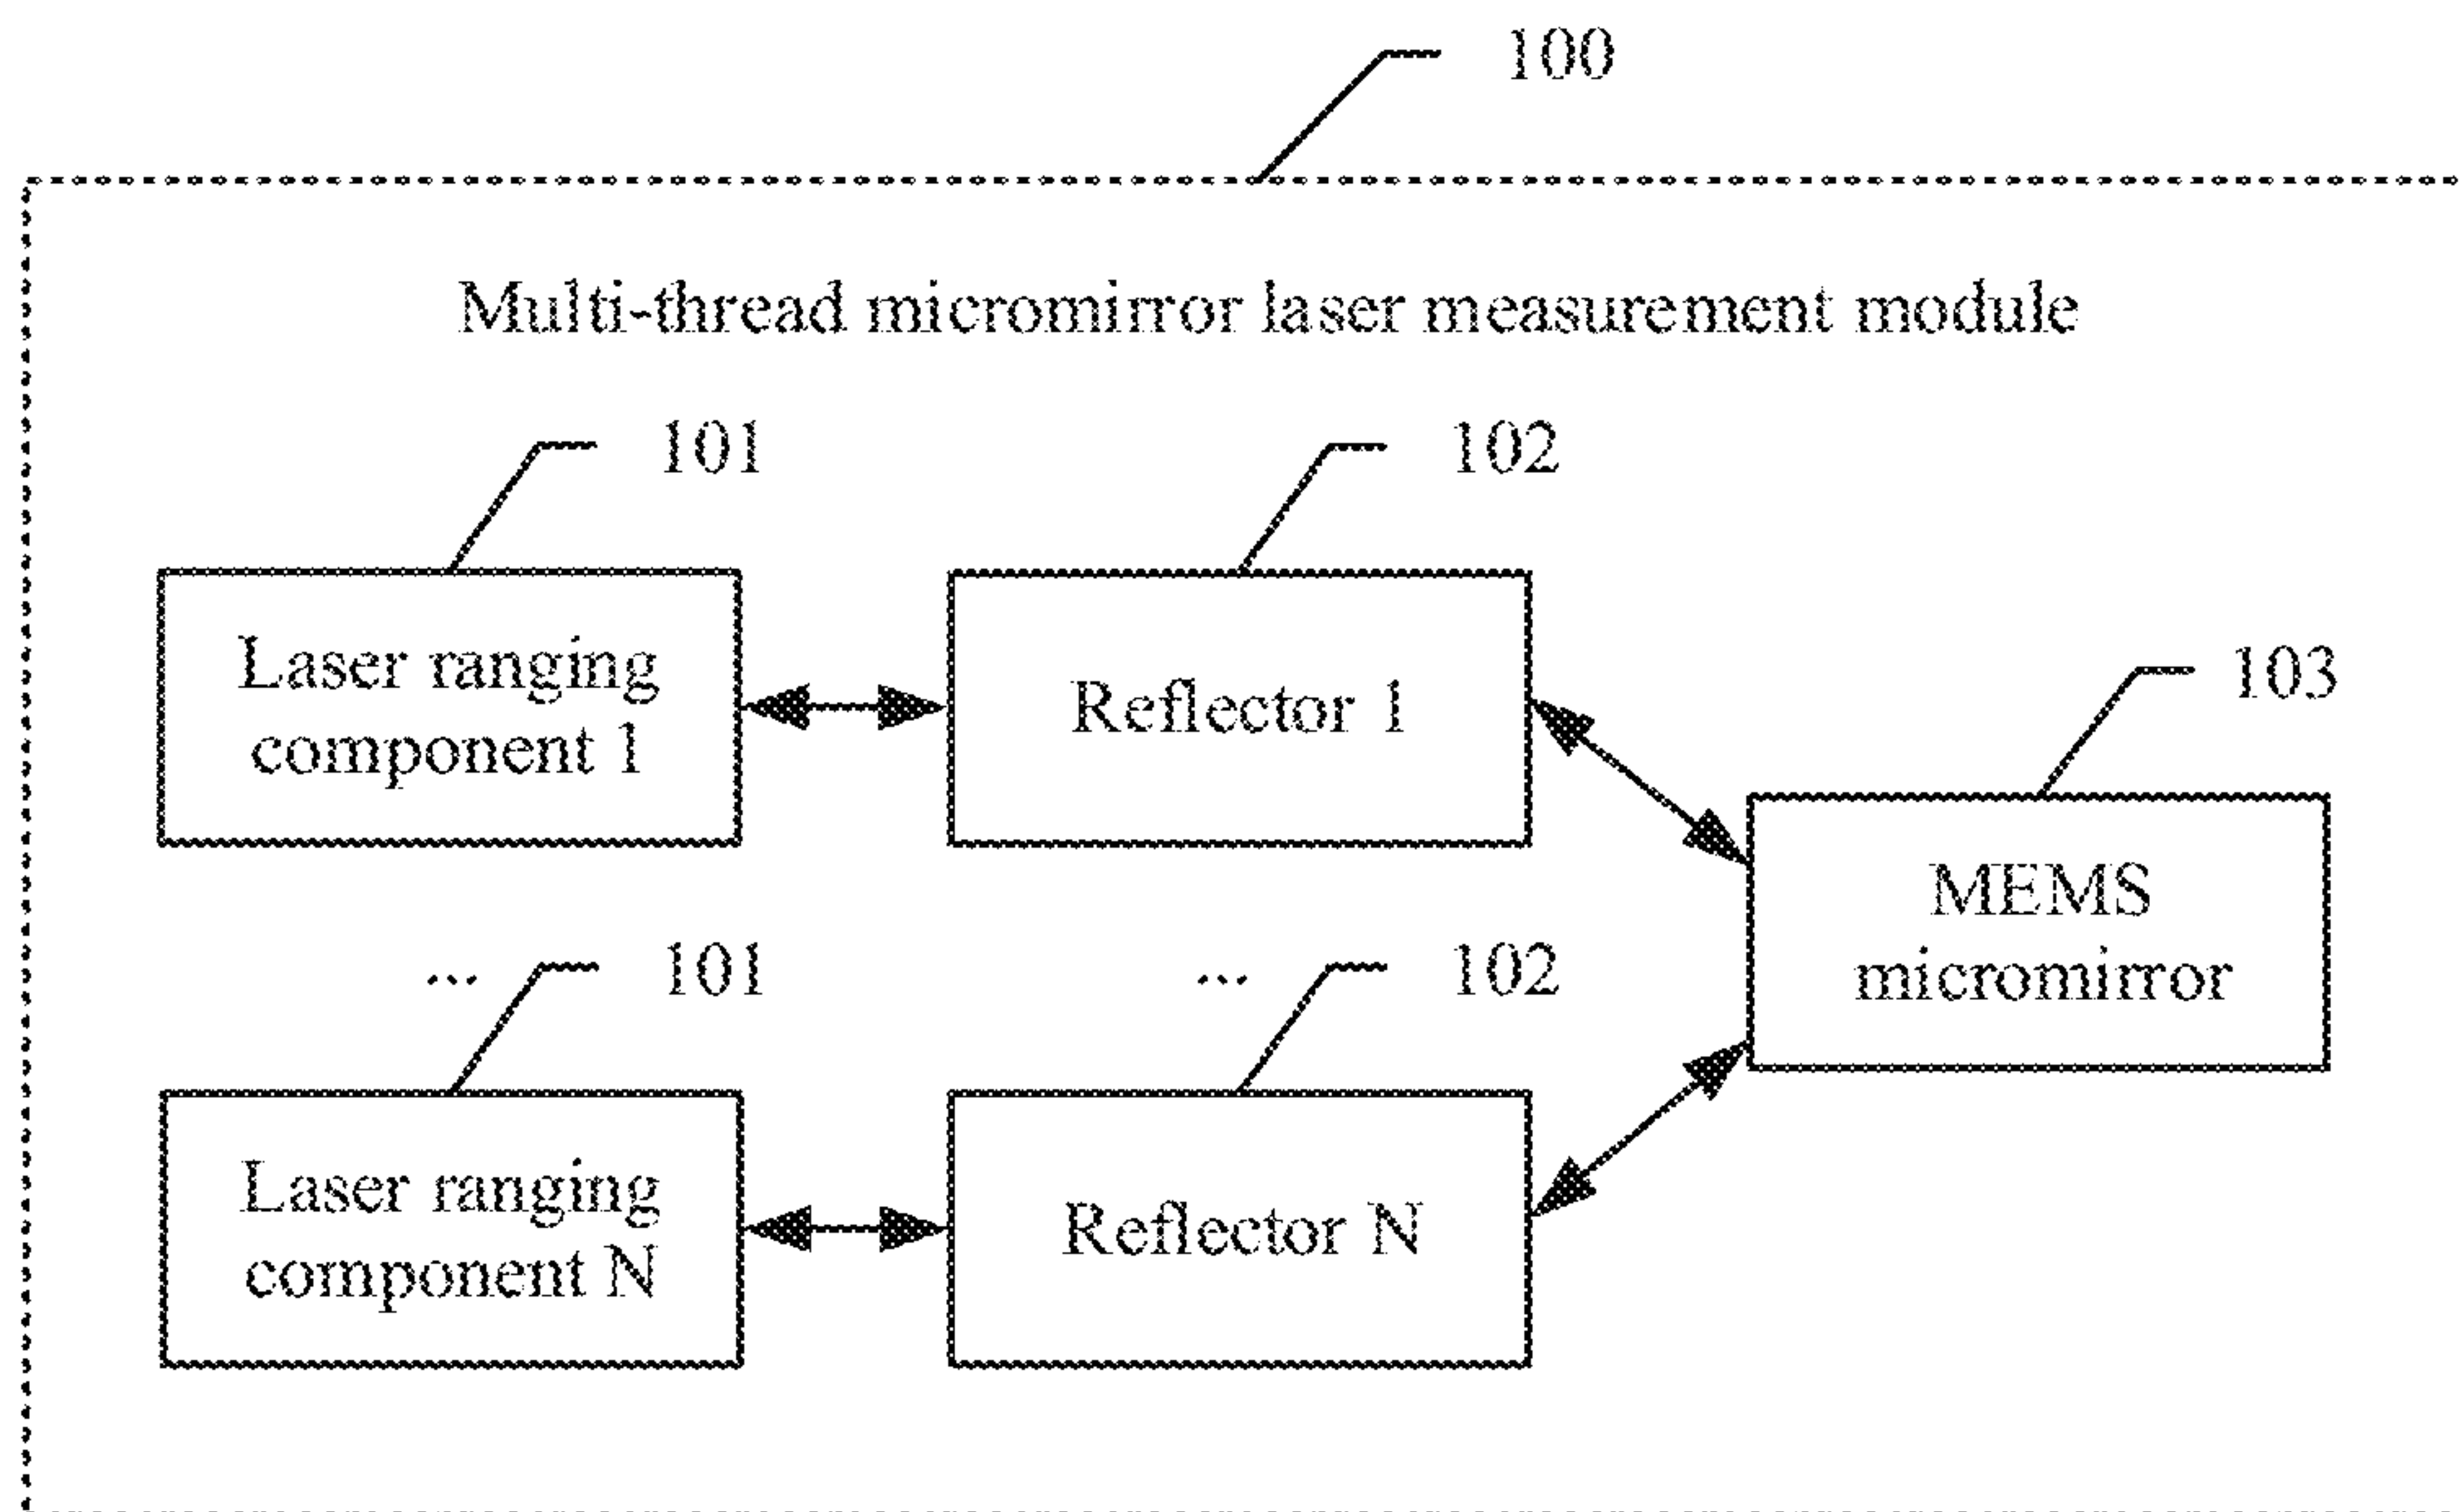 100
Multi-thread micromirror laser measurement module
101
102
Laser ranging
component 1
Reflector 1
103
MEMS
micromirror
...
101
...
102
Laser ranging
component N
Reflector N